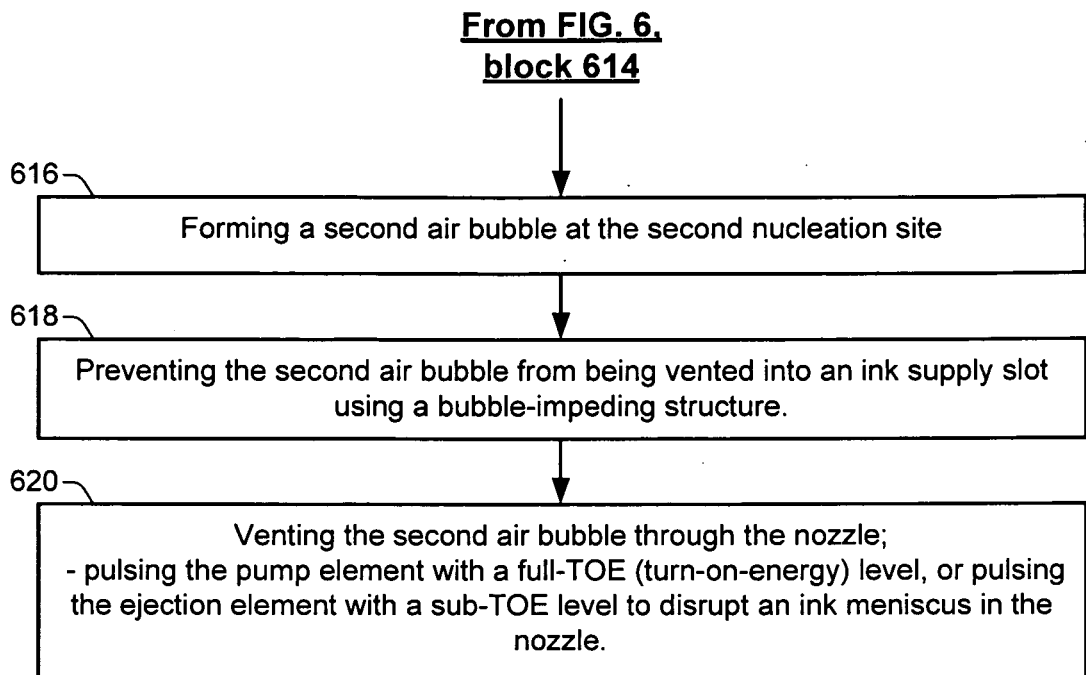 From FIG. 6,
block 614
616
Forming a second air bubble at the second nucleation site
618
Preventing the second air bubble from being vented into an ink supply slot
using a bubble-impeding structure.
620
Venting the second air bubble through the nozzle;
- pulsing the pump element with a full-TOE (turn-on-energy) level, or pulsing
the ejection element with a sub-TOE level to disrupt an ink meniscus in the
nozzle.